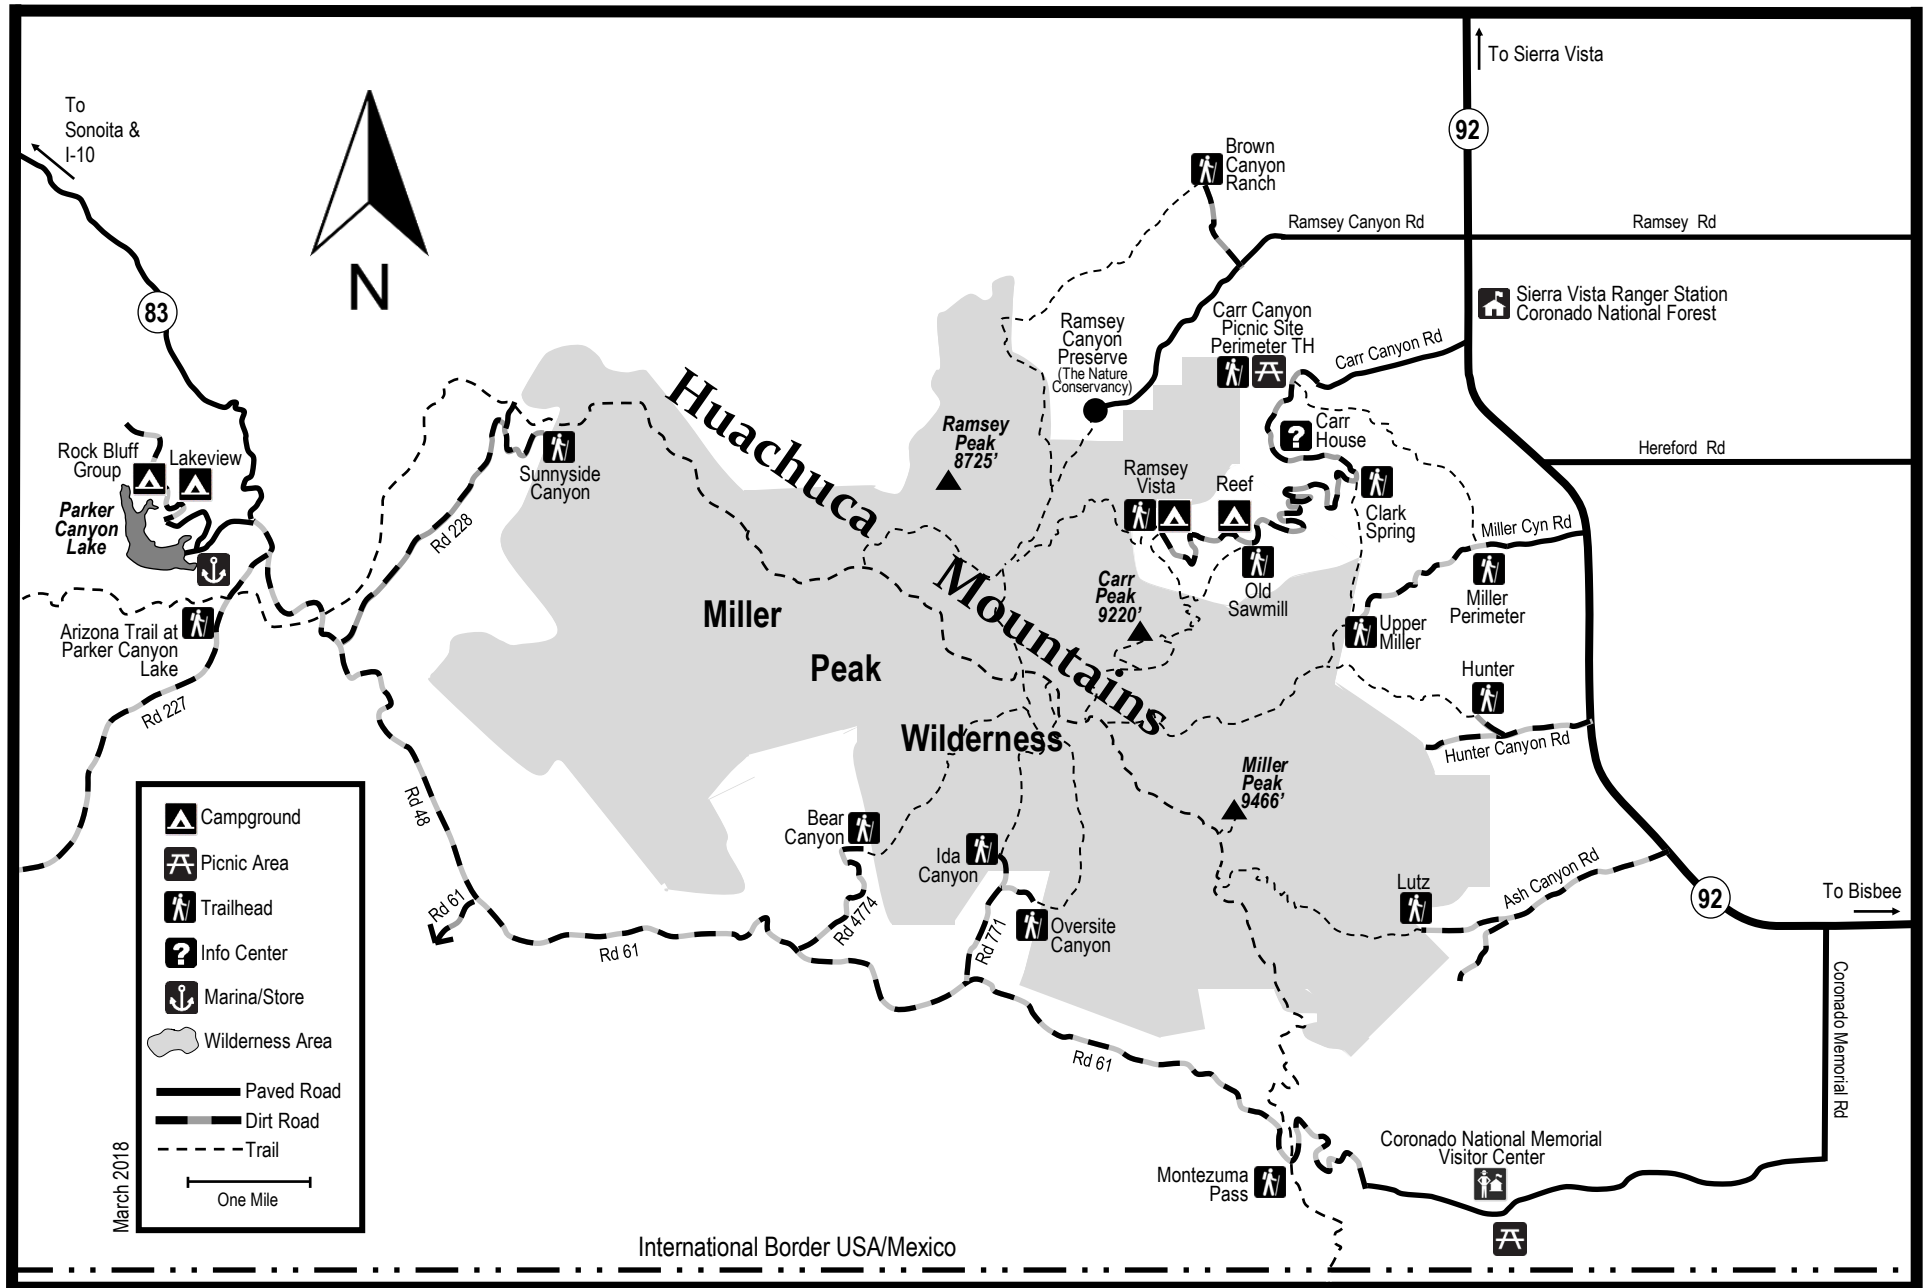 To Sierra Vista
To
Sonoita &
I-10
92
Brown
Canyon
Ranch
Ramsey Canyon Rd
Ramsey Rd
N
83
Sierra Vista Ranger Station
Coronado National Forest
Ramsey
Canyon
Preserve
(The Nature
Conservancy)
Carr Canyon
Picnic Site
Perimeter TH
Carr Canyon Rd
Huachuca
Mountains
Ramsey
Peak
8725'
Carr
House
?
Hereford Rd
Rock Bluff
Group
Lakeview
Parker
Canyon
Lake
Sunnyside
Canyon
Rd 228
Ramsey
Vista
Reef
Clark
Spring
Miller Cyn Rd
Carr
Peak
9220'
Old
Sawmill
Miller
Perimeter
Upper
Miller
Arizona Trail at
Parker Canyon
Lake
Rd 227
Miller
Peak
Wilderness
Hunter
Hunter Canyon Rd
Miller
Peak
9466'
Rd 48
Bear
Canyon
Ida
Canyon
Oversite
Canyon
Lutz
Ash Canyon Rd
92
To Bisbee
Rd 61
Rd 61
Rd 4774
Rd 771
Rd 61
Coronado Memorial Rd
Campground
Picnic Area
Trailhead
?
Info Center
Marina/Store
Wilderness Area
Paved Road
Dirt Road
Trail
One Mile
March 2018
Coronado National Memorial
Visitor Center
Montezuma
Pass
International Border USA/Mexico